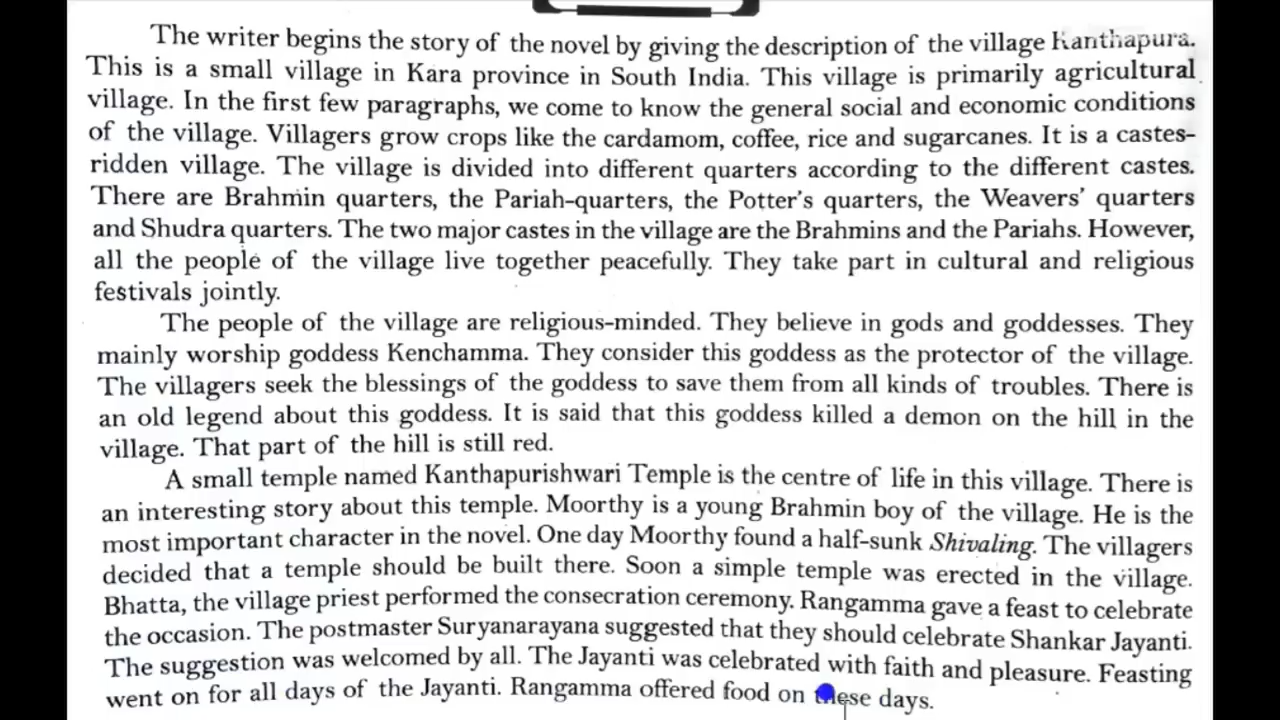 The writer begins the story of the novel by giving the description of the village Kanthapura.
This is a small village in Kara province in South India. This village is primarily agricultural
village. In the first few paragraphs, we come to know the general social and economic conditions
of the village. Villagers grow crops like the cardamom, coffee, rice and sugarcanes. It is a castes-
ridden village. The village is divided into different quarters according to the different castes.
There are Brahmin quarters, the Pariah-quarters, the Potter's quarters, the Weavers' quarters
and Shudra quarters. The two major castes in the village are the Brahmins and the Pariahs. However,
all the people of the village live together peacefully. They take part in cultural and religious
festivals jointly.
The people of the village are religious-minded. They believe in gods and goddesses. They
mainly worship goddess Kenchamma. They consider this goddess as the protector of the village.
The villagers seek the blessings of the goddess to save them from all kinds of troubles. There is
an old legend about this goddess. It is said that this goddess killed a demon on the hill in the
village. That part of the hill is still red.
A small temple named Kanthapurishwari Temple is the centre of life in this village. There is
an interesting story about this temple. Moorthy is a young Brahmin boy of the village. He is the
most important character in the novel. One day Moorthy found a half-sunk Shivaling. The villagers
decided that a temple should be built there. Soon a simple temple was erected in the village.
Bhatta, the village priest performed the consecration ceremony. Rangamma gave a feast to celebrate
the occasion. The postmaster Suryanarayana suggested that they should celebrate Shankar Jayanti.
The suggestion was welcomed by all. The Jayanti was celebrated with faith and pleasure. Feasting
went on for all days of the Jayanti. Rangamma offered food on these days.